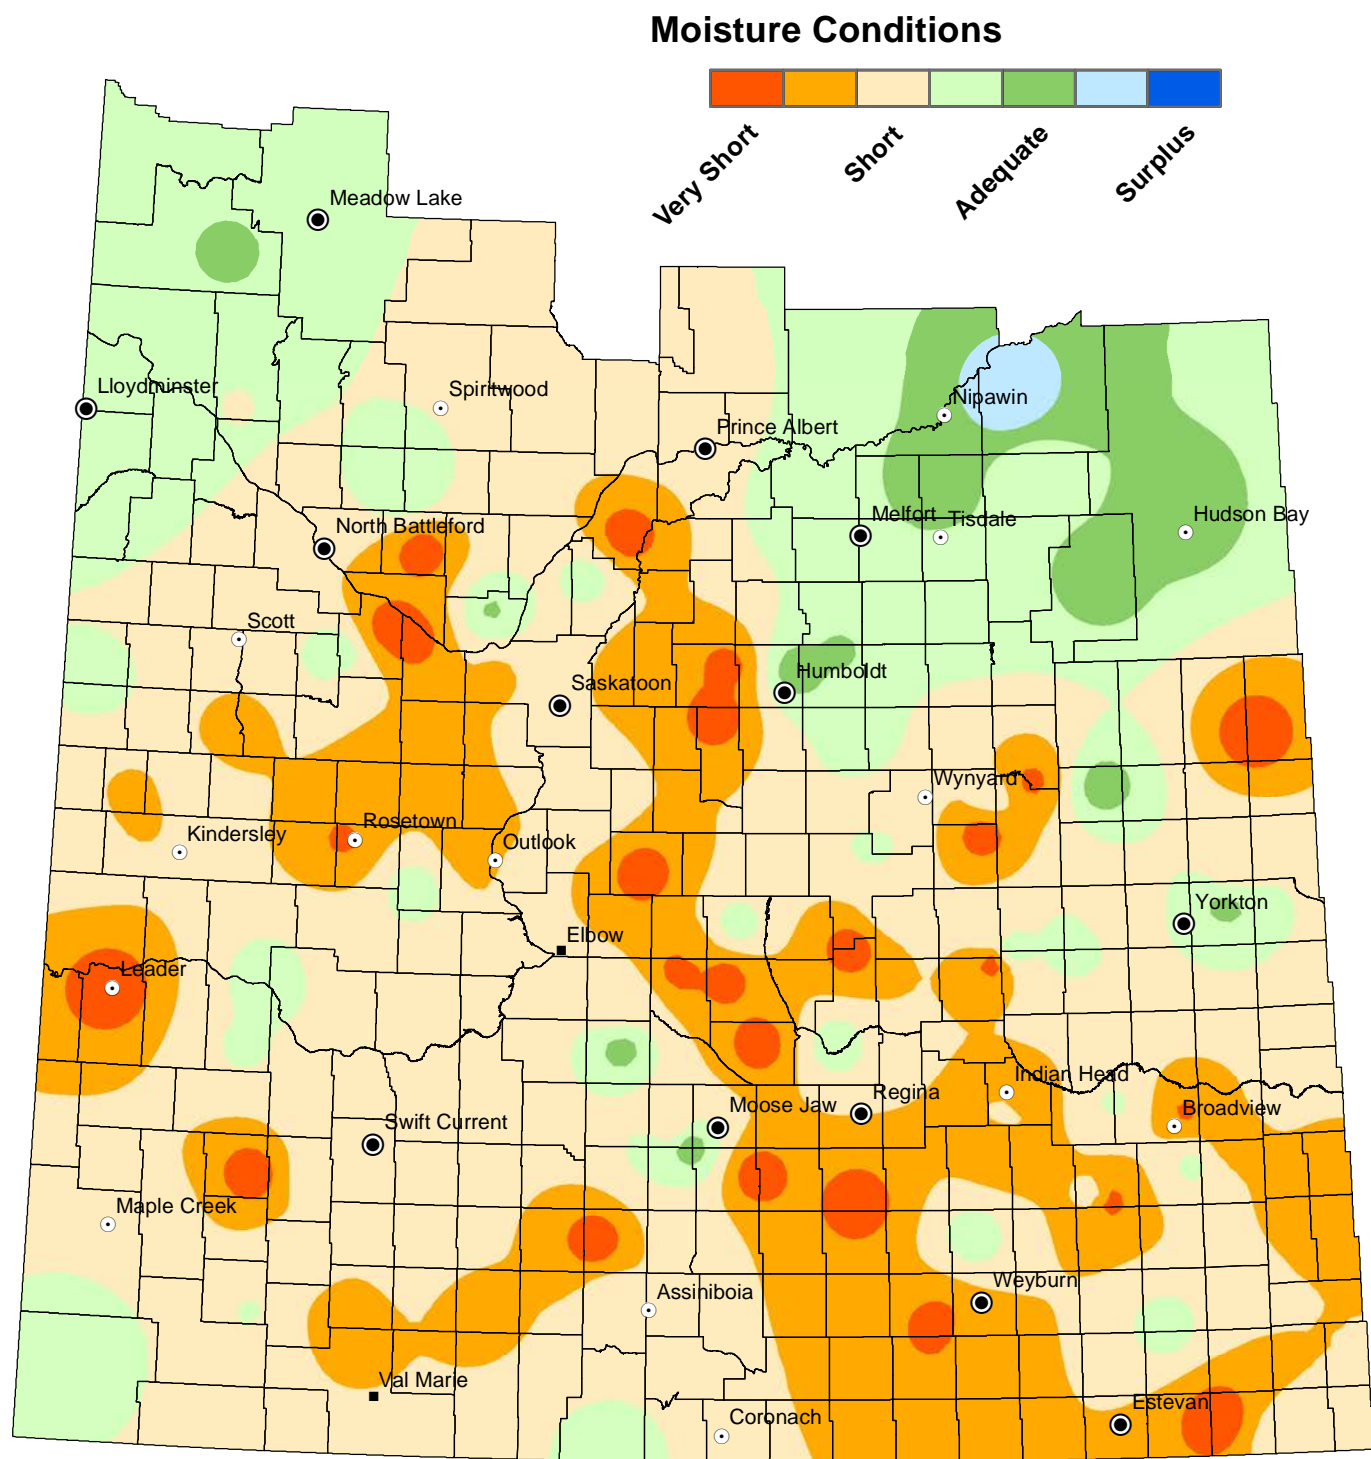 Moisture Conditions
Very Short
Short
Adequate
Surplus
Meadow Lake
Lloydminster
Spiritwood
Nipawin
Prince Albert
North Battleford
Melfort
Tisdale
Hudson Bay
Scott
Saskatoon
Humboldt
Wynyard
Kindersley
Rosetown
Outlook
Yorkton
Elbow
Leader
Indian Head
Regina
Moose Jaw
Broadview
Swift Current
Maple Creek
Assiniboia
Weyburn
Val Marie
Coronach
Estevan